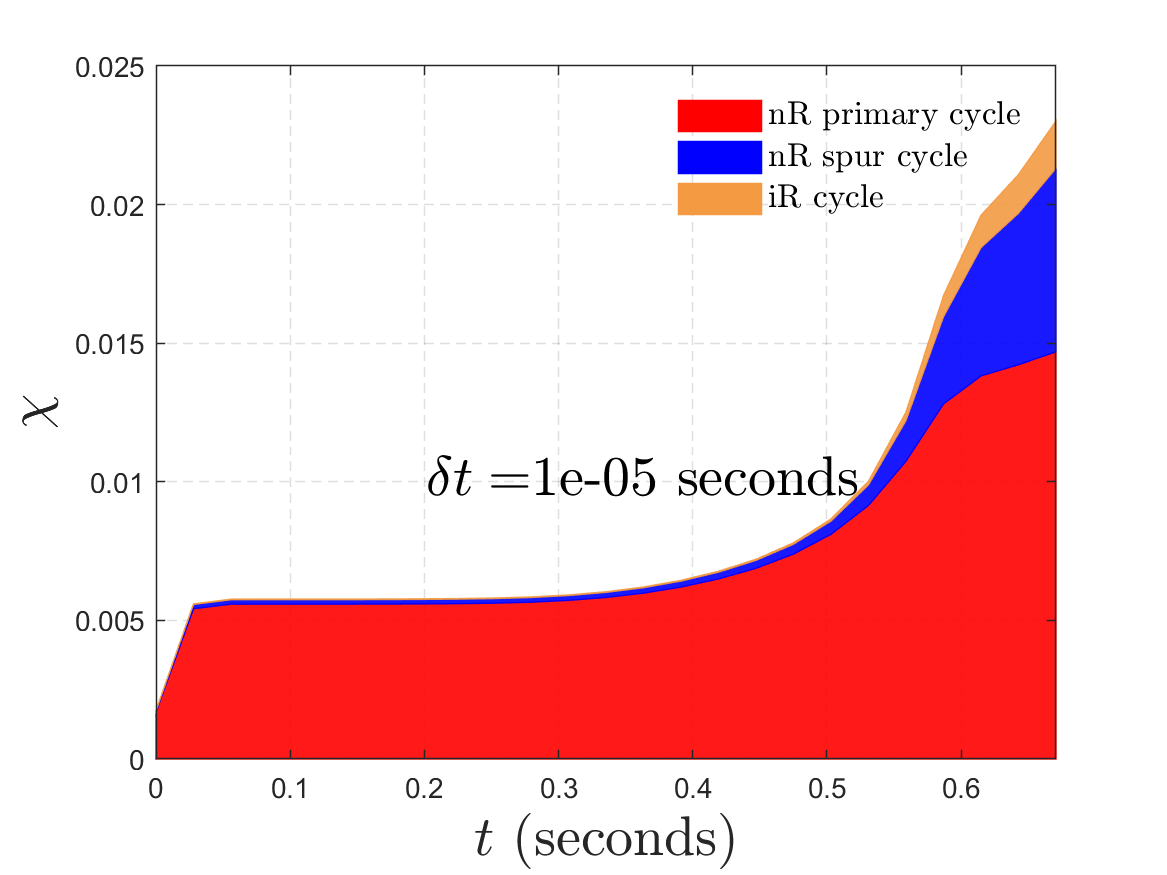 0.025
0.02
0.015
0.01
0.005
0
χ
nR primary cycle
nR spur cycle
iR cycle
δt =1e-05 seconds
0 0.1 0.2 0.3 0.4 0.5 0.6
t (seconds)